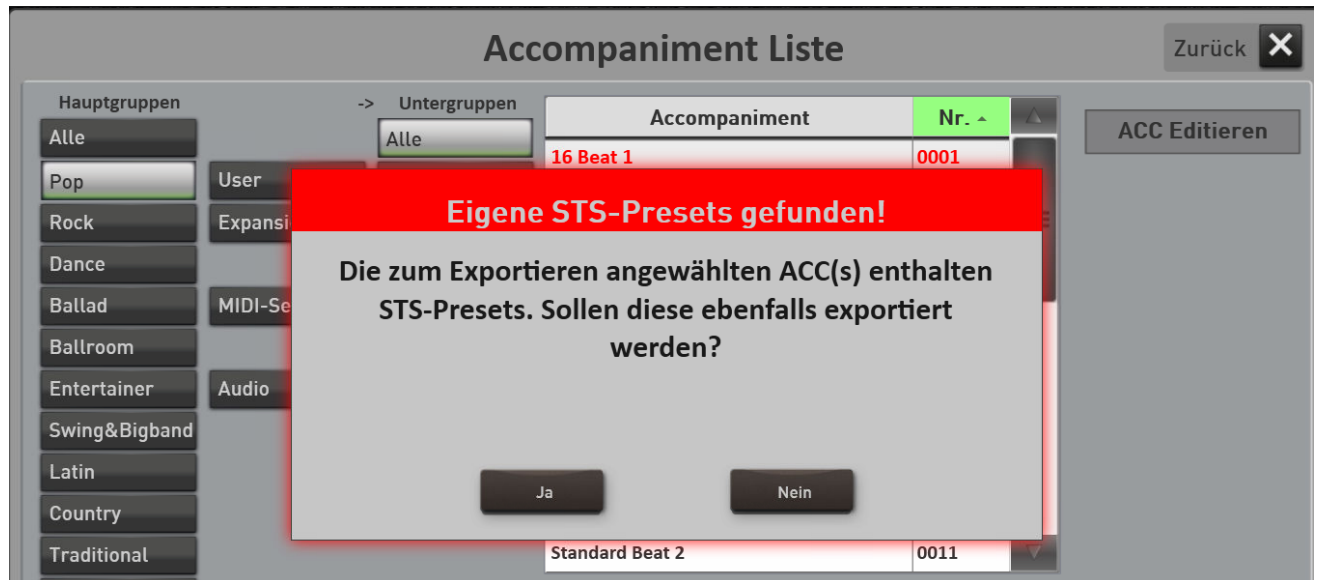 Accompaniment Liste
Zurück
Hauptgruppen -> Untergruppen
Accompaniment Nr.
ACC Editieren
Alle Alle
16 Beat 1 0001
Pop User
Rock
Dance
Ballad
Ballroom
Entertainer Audio
Swing&Bigband
Latin
Country
Traditional
Eigene STS-Presets gefunden!
Die zum Exportieren angewählten ACC(s) enthalten
STS-Presets. Sollen diese ebenfalls exportiert
werden?
Ja Nein
Standard Beat 2 0011